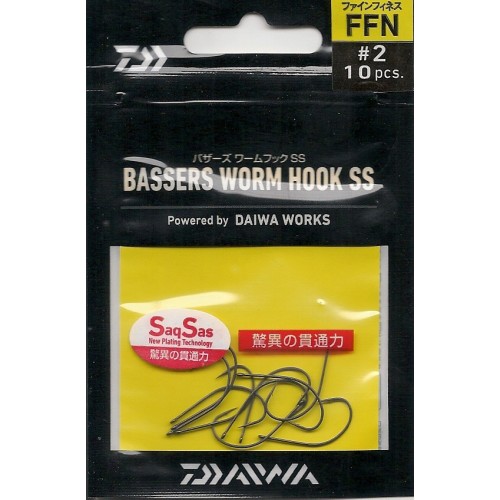 ファインフィネス
FFN
#2
10pcs.
バザーズ ワームフック SS
BASSERS WORM HOOK SS
Powered by DAIWA WORKS
SaqSas
New Plating Technology
驚異の貫通力
驚異の貫通力
DAIWA